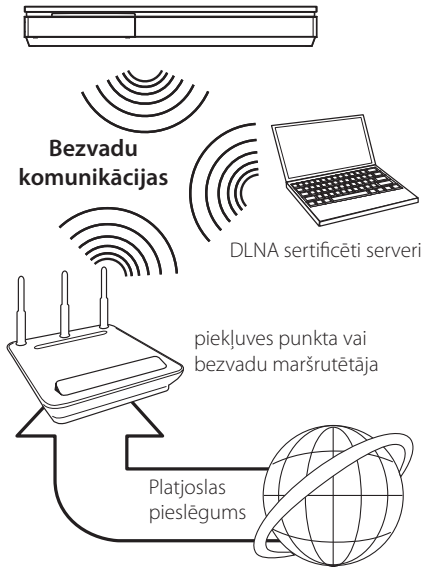 Bezvadu
komunikācijas
DLNA sertificēti serveri
piekļuves punkta vai
bezvadu maršrutētāja
Platjoslas
pieslēgums